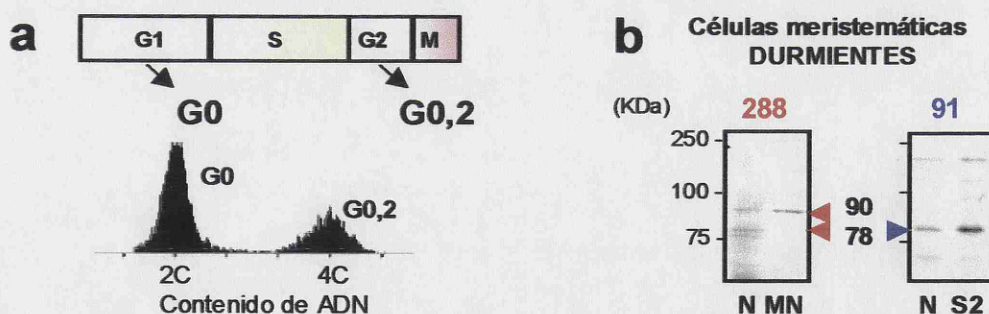 a
G1 S G2 M
G0 G0,2
G0
G0,2
2C 4C
Contenido de ADN
b
Células meristemáticas
DURMIENTES
(KDa) 288 91
250
100
75
90
78
N MN N S2